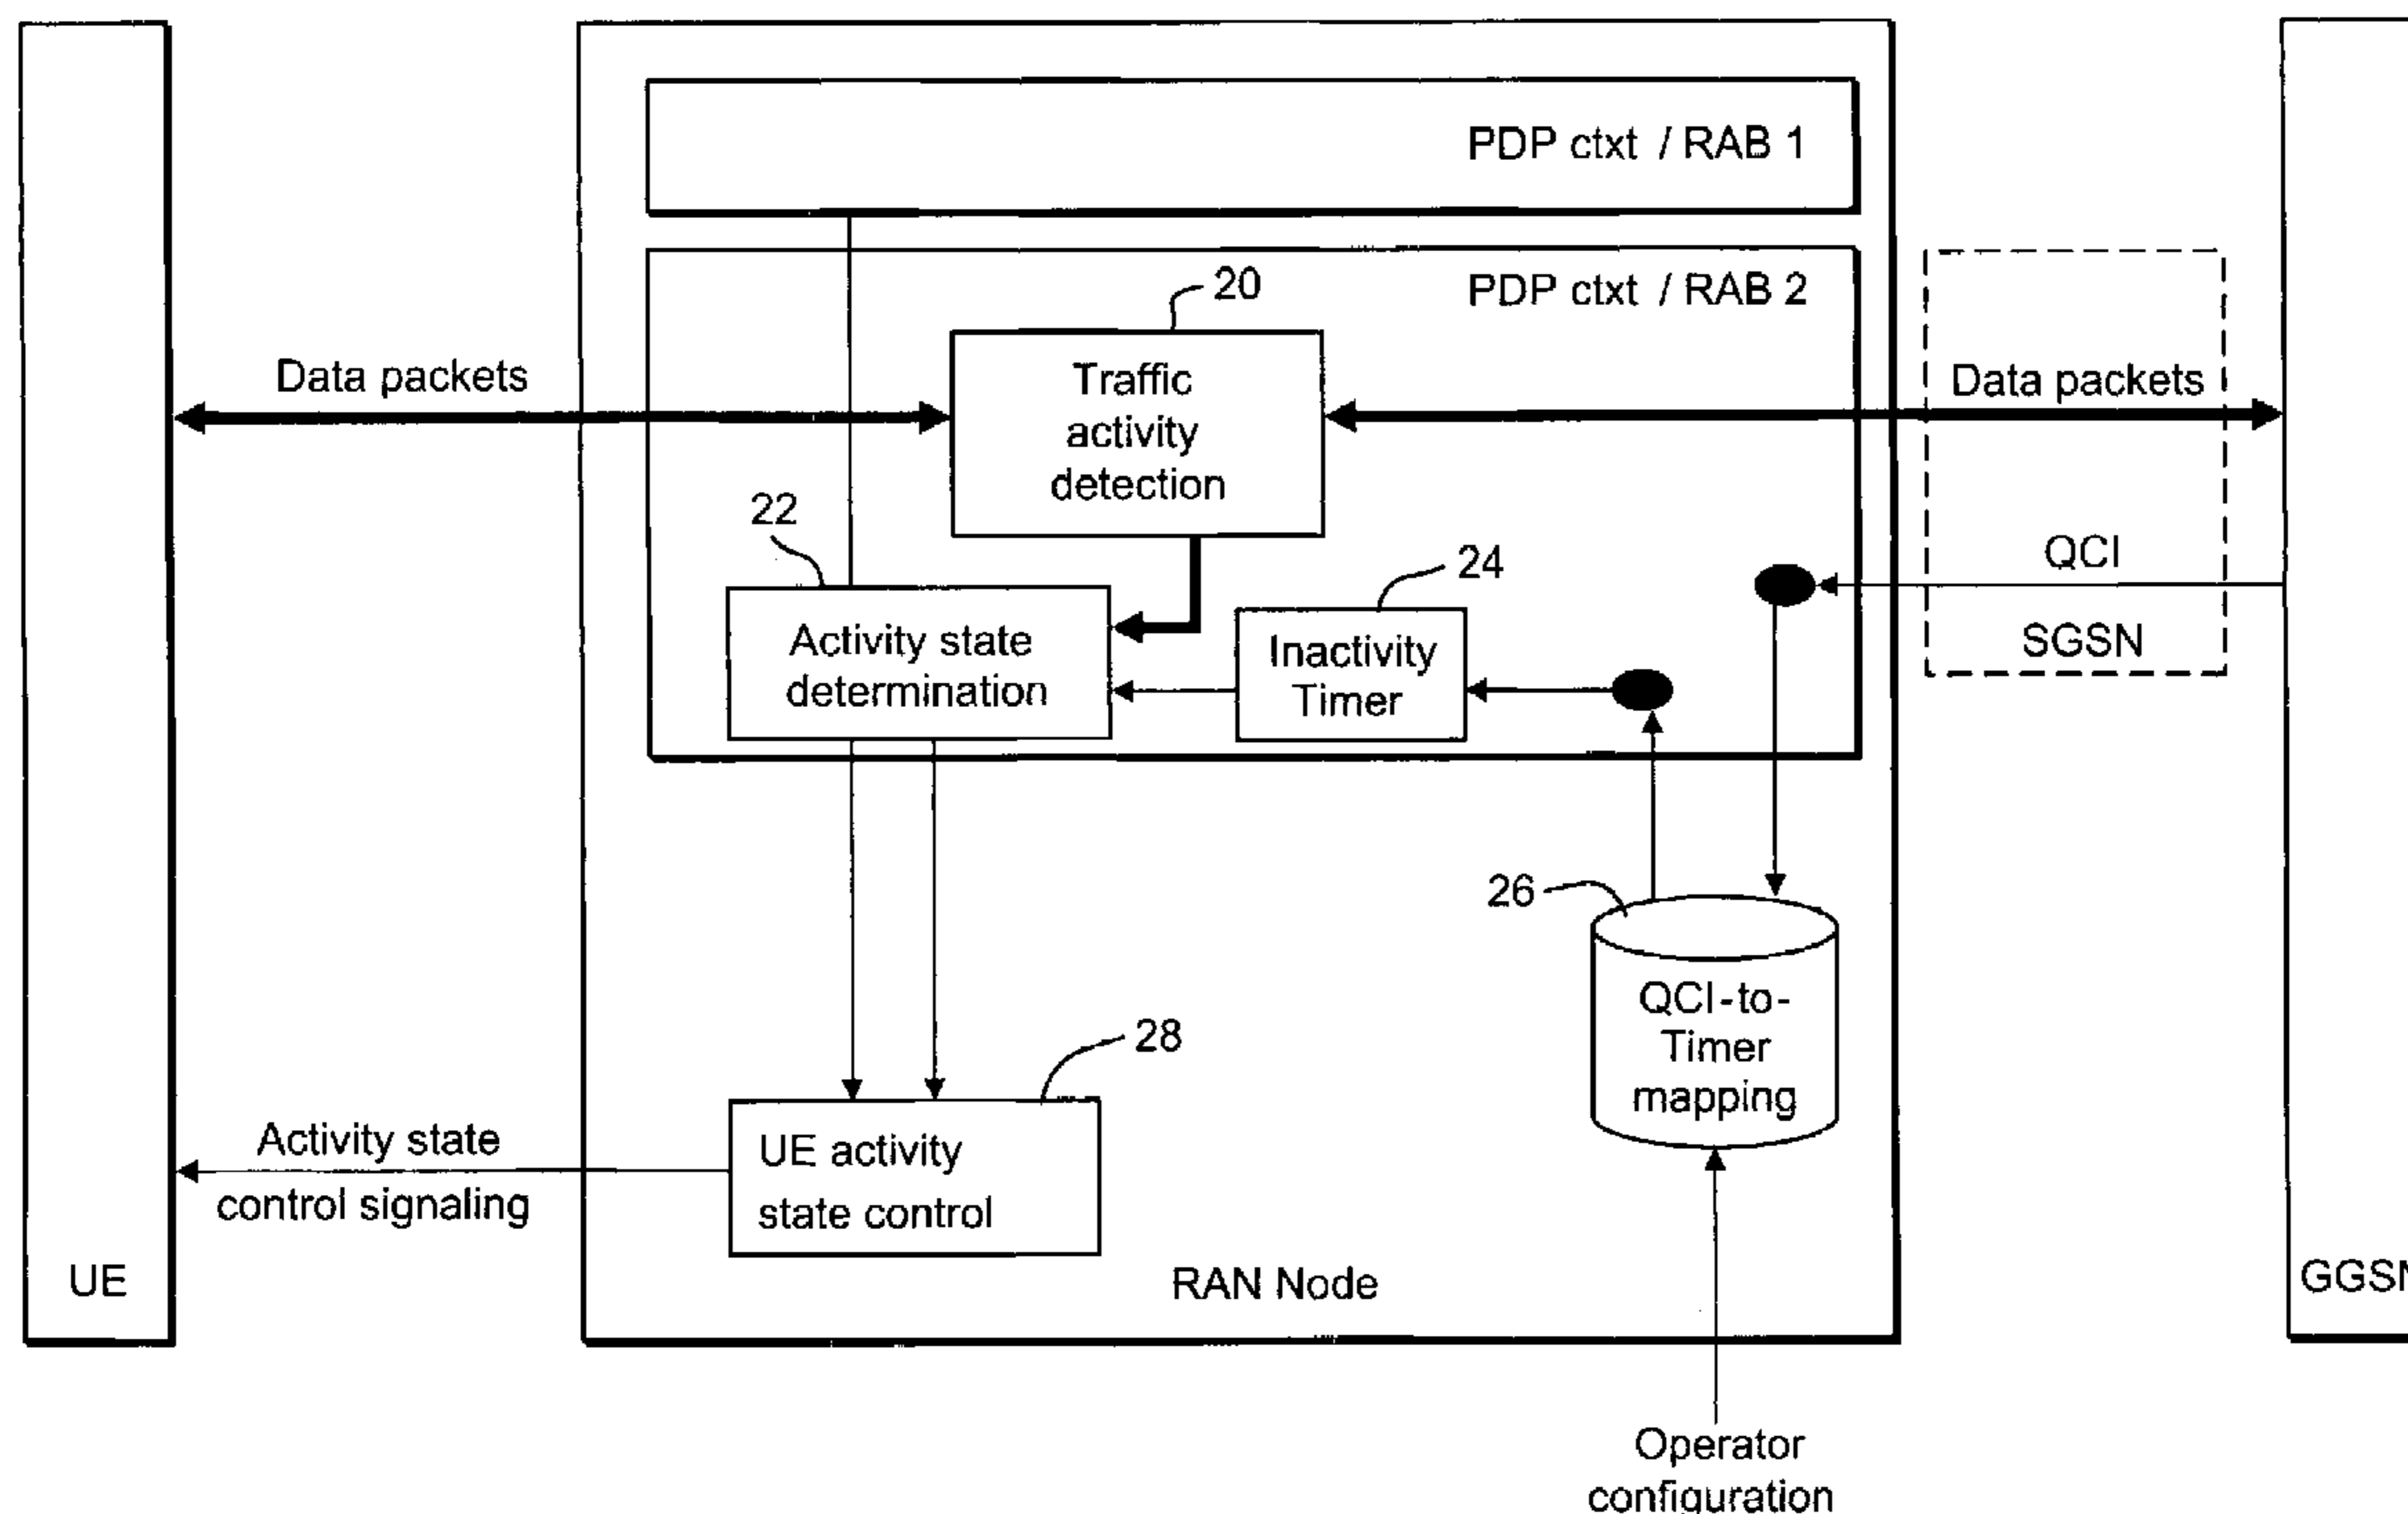 PDP ctxt / RAB 1
PDP ctxt / RAB 2
20
Data packets
Traffic
activity
detection
Data packets
22
24
QCI
SGSN
Activity state
determination
Inactivity
Timer
26
QCI-to-
Timer
mapping
28
Activity state
control signaling
UE activity
state control
UE
RAN Node
GGSN
Operator
configuration